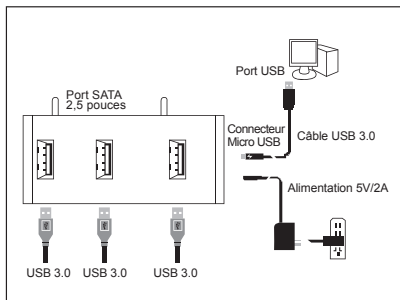 Port USB
Port SATA
2,5 pouces
Connecteur
Micro USB
Câble USB 3.0
Alimentation 5V/2A
USB 3.0
USB 3.0
USB 3.0